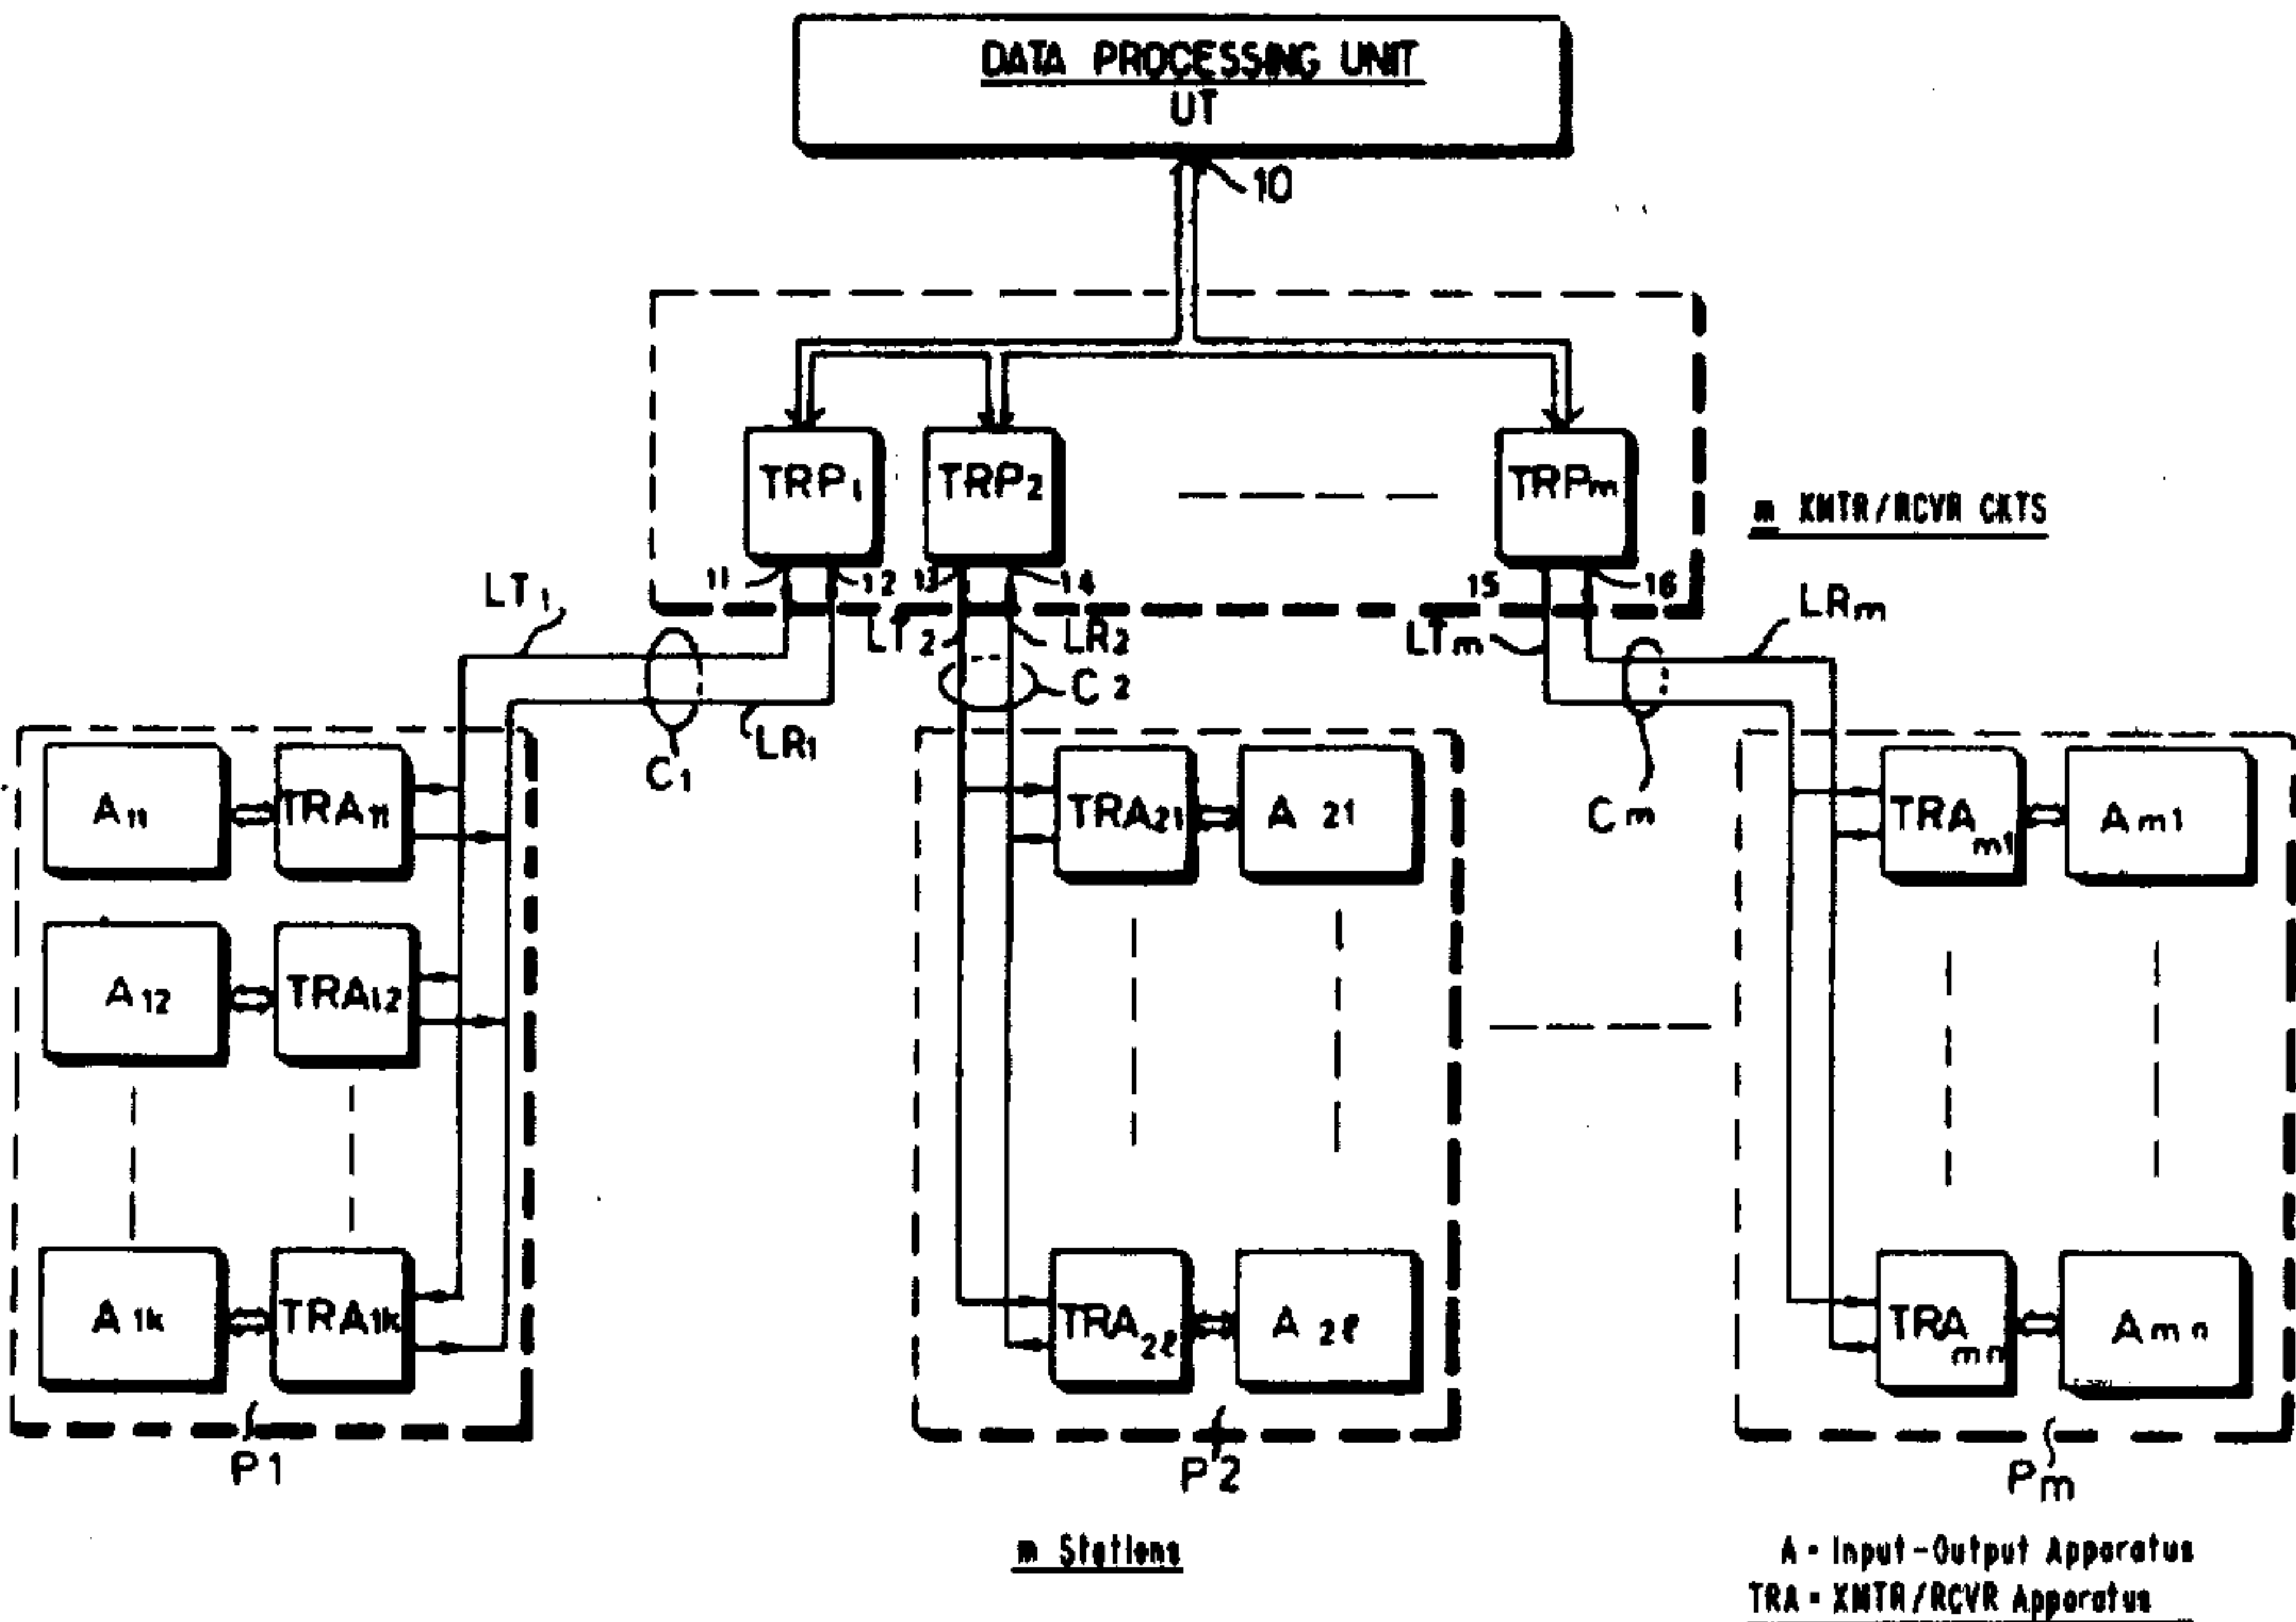 DATA PROCESSING UNIT
UT
10
TRP1
TRP2
TRPm
m XMTR/RCVR CKTS
11
12
13
14
15
16
LT1
LT2
LR2
LTm
LRm
C1
LR1
C2
Cm
A11
TRA11
TRA21
A21
TRAm1
Am1
A12
TRA12
A1k
TRA1k
TRA2ℓ
A2ℓ
TRAmn
Amn
P1
P2
Pm
m Stations
A - Input-Output Apparatus
TRA - XMTR/RCVR Apparatus